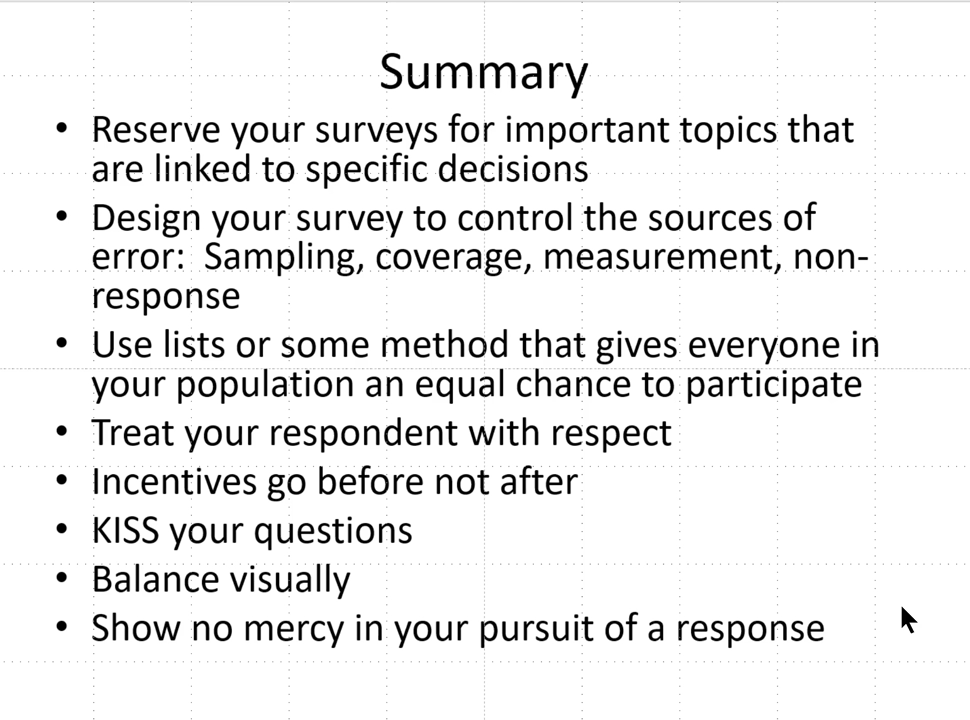 Summary
• Reserve your surveys for important topics that
are linked to specific decisions
• Design your survey to control the sources of
error:  Sampling, coverage, measurement, non-
response
• Use lists or some method that gives everyone in
your population an equal chance to participate
• Treat your respondent with respect
• Incentives go before not after
• KISS your questions
• Balance visually
• Show no mercy in your pursuit of a response